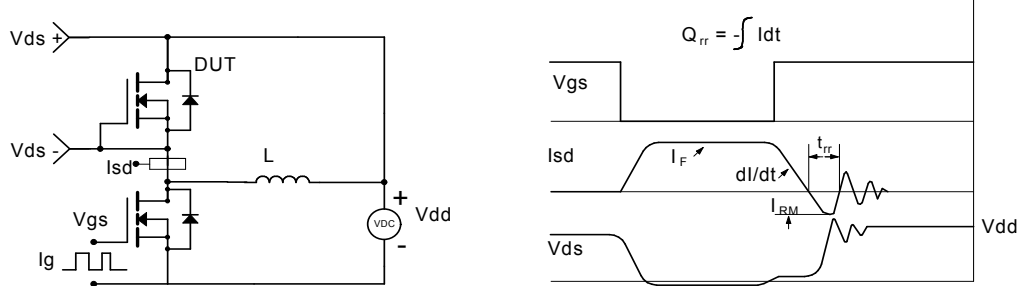 Vds +
DUT
Vds -
Isd
L
Vgs
Ig
+
VDC
-
Vdd
Q rr = - ∫ Idt
Vgs
Isd
I F
dI/dt
t rr
I RM
Vds
Vdd